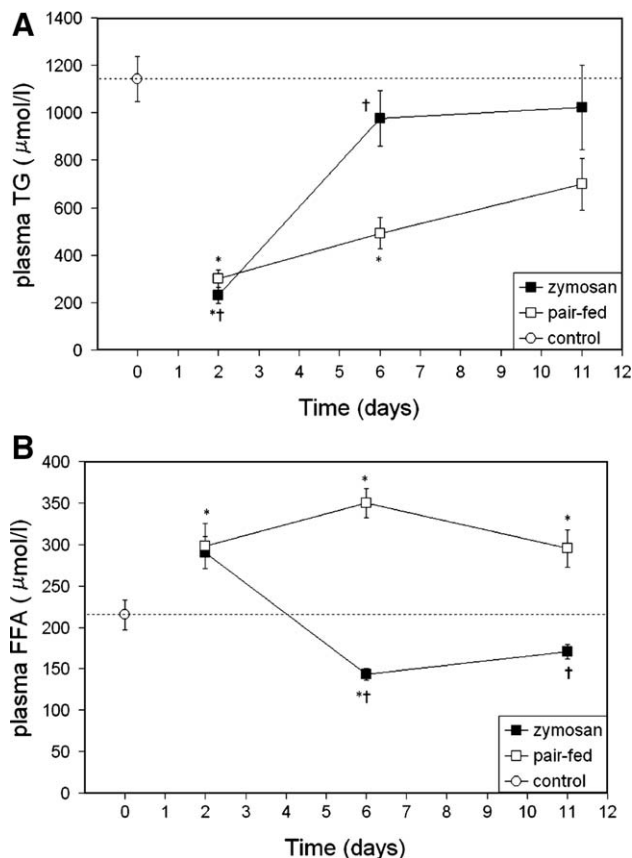 A
1400
1200
1000
800
600
400
200
0
plasma TG ( μmol/l)
†
*
*†
*
zymosan
pair-fed
control
0 1 2 3 4 5 6 7 8 9 10 11 12
Time (days)
B
400
350
300
250
200
150
100
50
0
plasma FFA ( μmol/l)
*
*
*
*†
†
zymosan
pair-fed
control
0 1 2 3 4 5 6 7 8 9 10 11 12
Time (days)